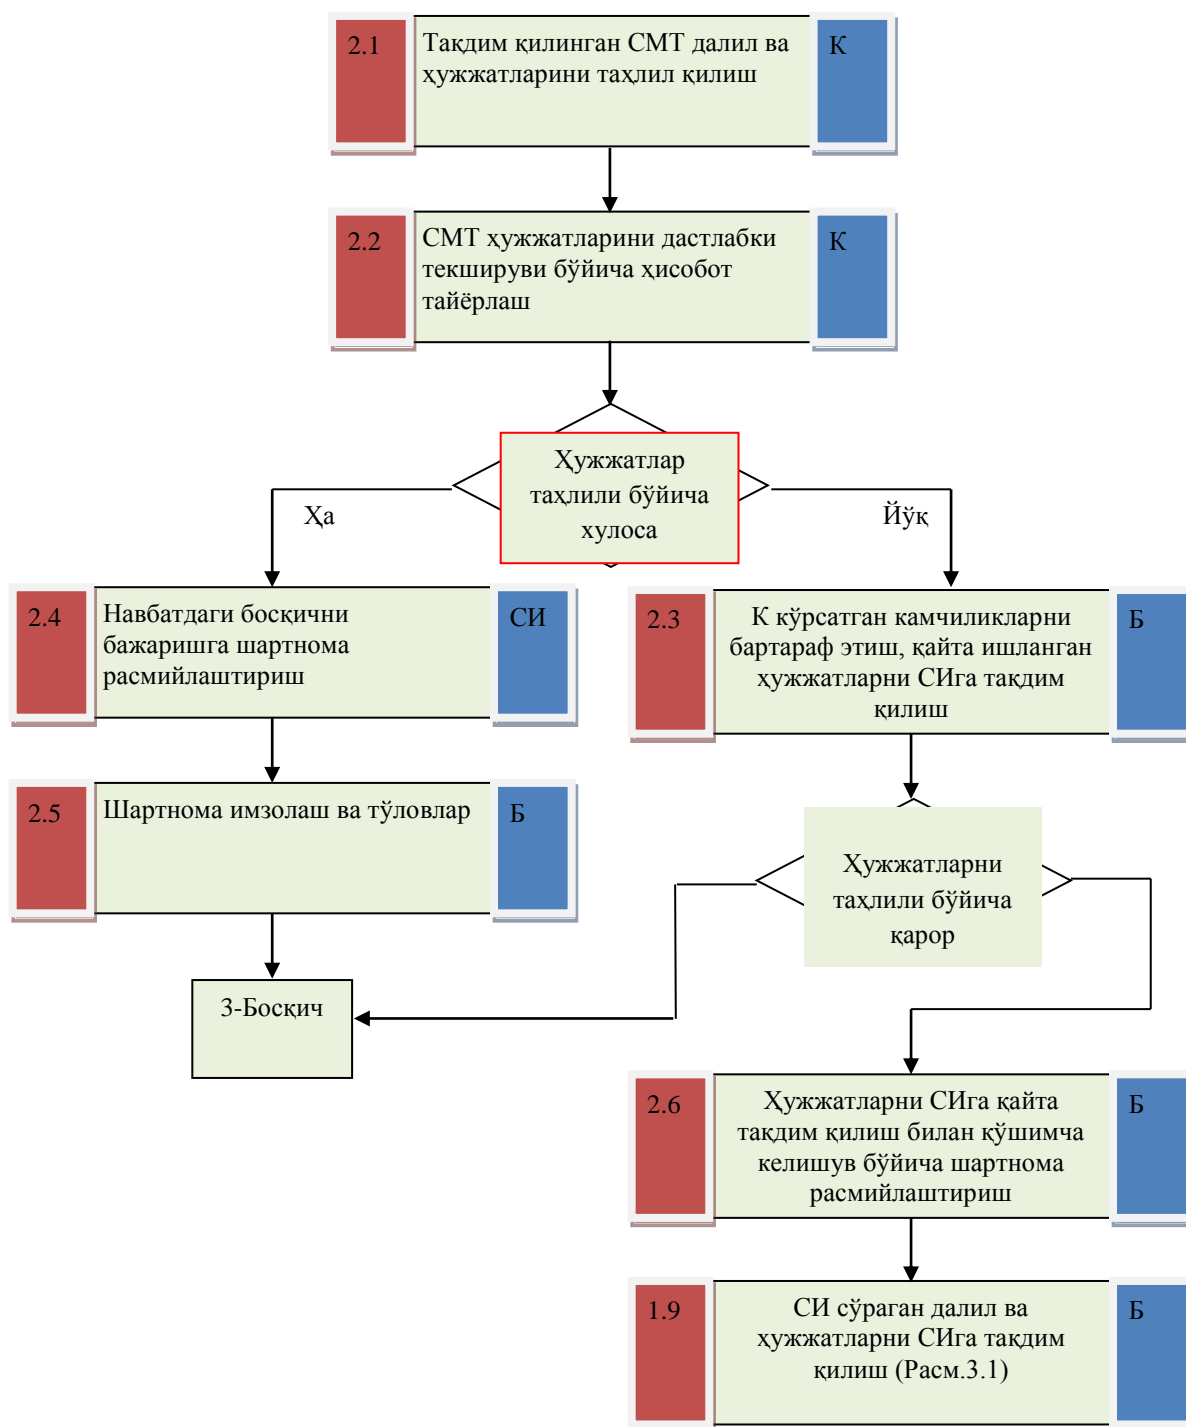 2.1
Тақдим қилинган СМТ далил ва
ҳужжатларини таҳлил қилиш
К
2.2
СМТ ҳужжатларини дастлабки
текшируви бўйича ҳисобот
тайёрлаш
К
Ҳужжатлар
таҳлили бўйича
хулоса
Ҳа
Йўқ
2.4
Навбатдаги босқични
бажаришга шартнома
расмийлаштириш
СИ
2.3
К кўрсатган камчиликларни
бартараф этиш, қайта ишланган
ҳужжатларни СИга тақдим
қилиш
Б
2.5
Шартнома имзолаш ва тўловлар
Б
Ҳужжатларни
таҳлили бўйича
қарор
3-Босқич
2.6
Ҳужжатларни СИга қайта
тақдим қилиш билан қўшимча
келишув бўйича шартнома
расмийлаштириш
Б
1.9
СИ сўраган далил ва
ҳужжатларни СИга тақдим
қилиш (Расм.3.1)
Б